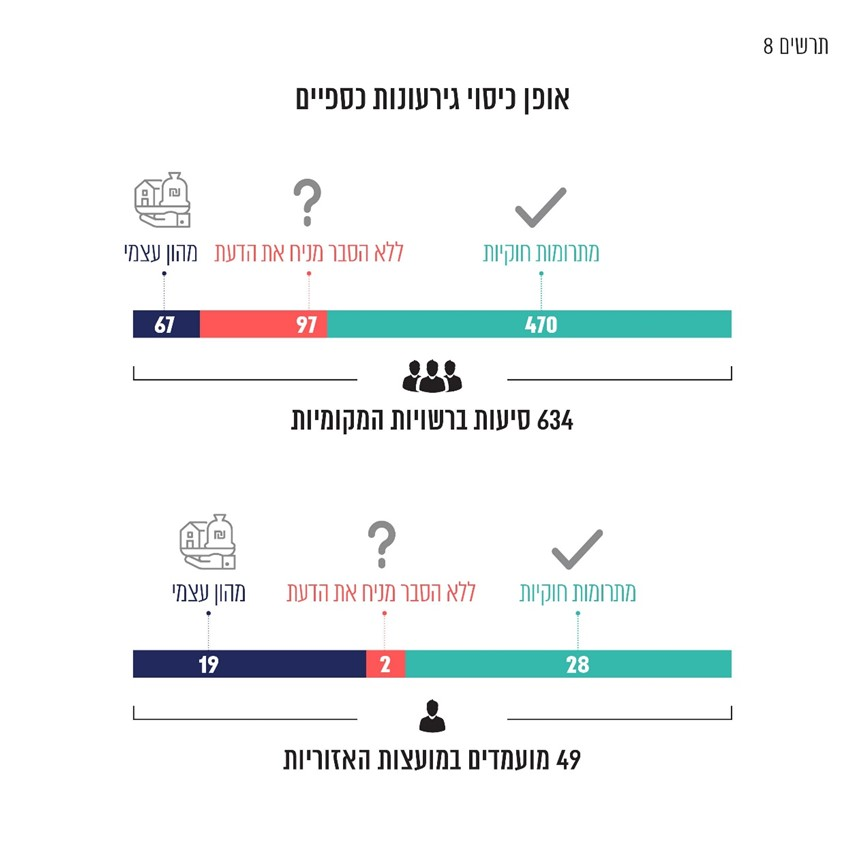 תרשים 8
אופן כיסוי גירעונות כספיים
מתרומות חוקיות
ללא הסבר מניח את הדעת
מהון עצמי
470
97
67
634 סיעות ברשויות המקומיות
מתרומות חוקיות
ללא הסבר מניח את הדעת
מהון עצמי
28
2
19
49 מועמדים במועצות האזוריות